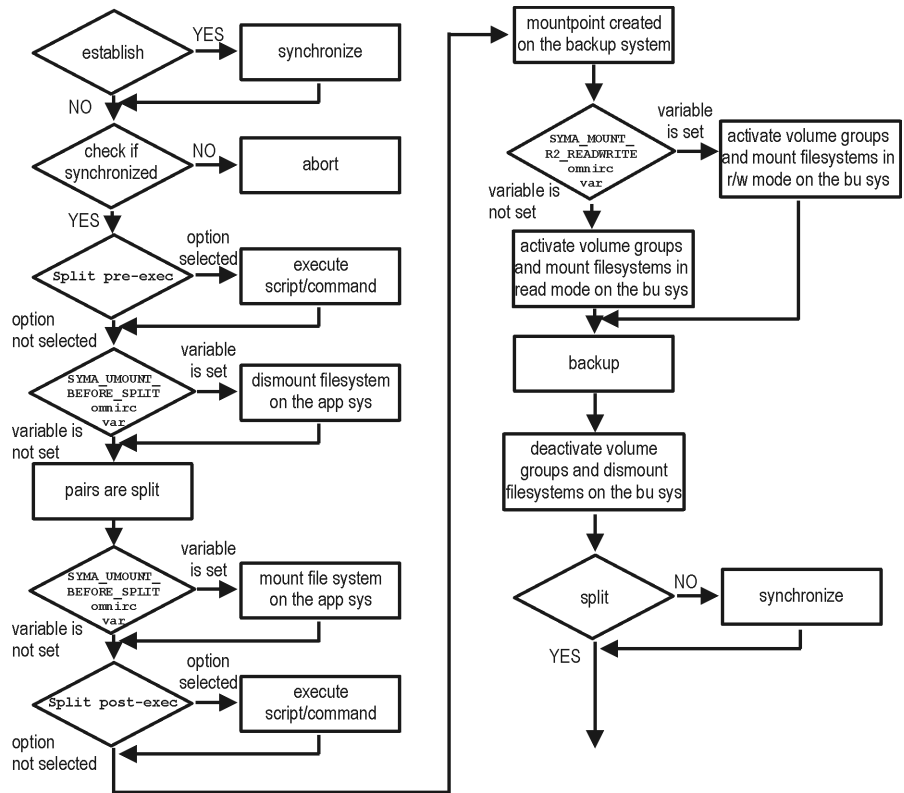 establish
YES
synchronize
NO
check if
synchronized
NO
abort
YES
Split pre-exec
option
selected
execute
script/command
option
not selected
SYMA_UMOUNT_
BEFORE_SPLIT
omnirc
var
variable
is set
dismount filesystem
on the app sys
variable is
not set
pairs are split
SYMA_UMOUNT_
BEFORE_SPLIT
omnirc
var
variable
is set
mount file system
on the app sys
variable is
not set
Split post-exec
option
selected
execute
script/command
option
not selected
mountpoint created
on the backup system
SYMA_MOUNT_
R2_READWRITE
omnirc
var
variable
is set
activate volume groups
and mount filesystems in
r/w mode on the bu sys
variable
is not set
activate volume groups
and mount filesystems in
read mode on the bu sys
backup
deactivate volume
groups and dismount
filesystems on the bu sys
split
NO
synchronize
YES